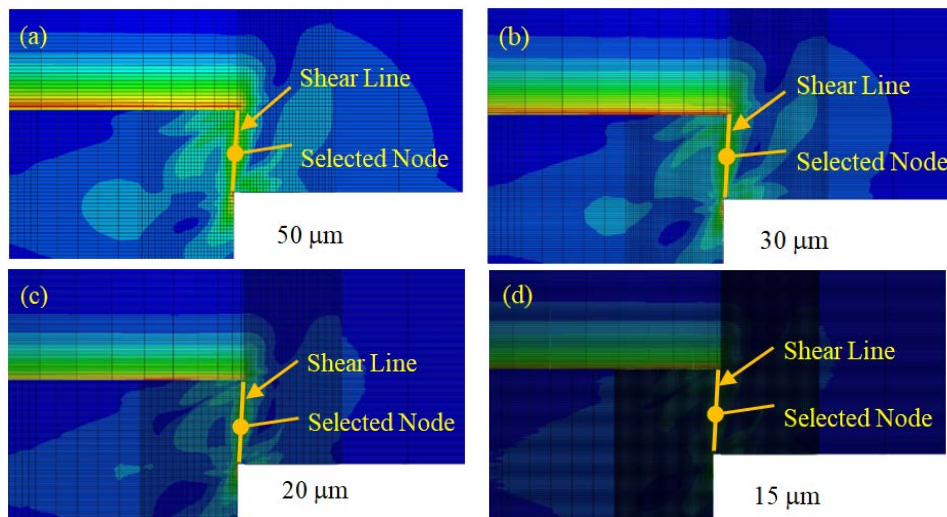 (a)
Shear Line
Selected Node
50 μm
(b)
Shear Line
Selected Node
30 μm
(c)
Shear Line
Selected Node
20 μm
(d)
Shear Line
Selected Node
15 μm